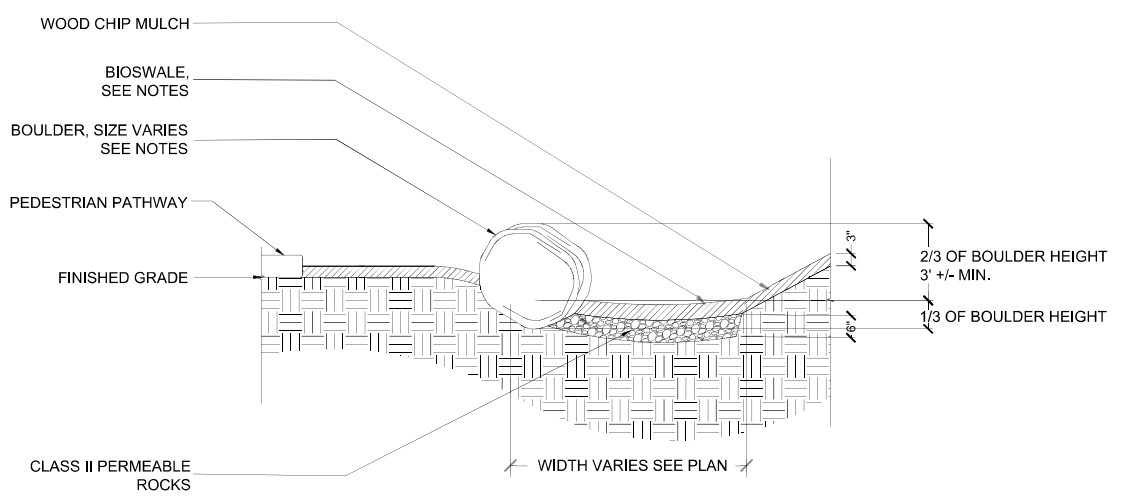 WOOD CHIP MULCH
BIOSWALE,
SEE NOTES
BOULDER, SIZE VARIES
SEE NOTES
PEDESTRIAN PATHWAY
FINISHED GRADE
CLASS II PERMEABLE
ROCKS
WIDTH VARIES SEE PLAN
3"
2/3 OF BOULDER HEIGHT
3' +/- MIN.
1/3 OF BOULDER HEIGHT
6"